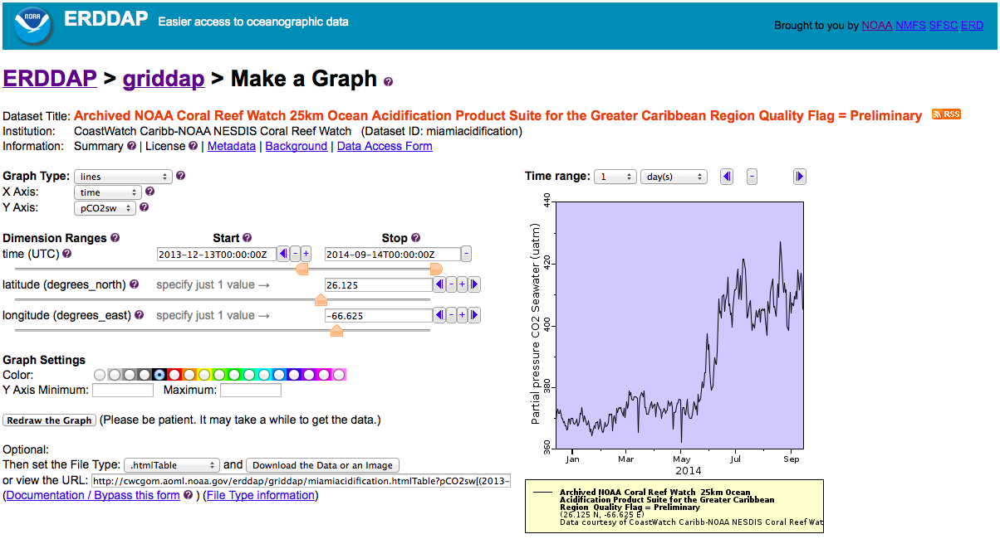 NOAA
ERDDAP Easier access to oceanographic data
Brought to you by NOAA NMFS SFSC ERD
ERDDAP > griddap > Make a Graph ?
Dataset Title: Archived NOAA Coral Reef Watch 25km Ocean Acidification Product Suite for the Greater Caribbean Region Quality Flag = Preliminary RSS
Institution: CoastWatch Caribb-NOAA NESDIS Coral Reef Watch (Dataset ID: miamiacidification)
Information: Summary ? | License ? | Metadata | Background | Data Access Form
Graph Type: lines ?
X Axis: time ?
Y Axis: pCO2sw ?
Dimension Ranges ? Start ? Stop ?
time (UTC) ? 2013-12-13T00:00:00Z - + 2014-09-14T00:00:00Z -
latitude (degrees_north) ? specify just 1 value → 26.125 - +
longitude (degrees_east) ? specify just 1 value → -66.625 - +
Graph Settings
Color:
Y Axis Minimum: Maximum:
Redraw the Graph (Please be patient. It may take a while to get the data.)
Optional:
Then set the File Type: .htmlTable and Download the Data or an Image
or view the URL: http://cwcgom.aoml.noaa.gov/erddap/griddap/miamiacidification.htmlTable?pCO2sw[(2013-
(Documentation / Bypass this form ? ) (File Type information)
Time range: 1 day(s) -
Partial pressure CO2 Seawater (uatm)
440
420
400
380
360
Jan Mar May Jul Sep
2014
Archived NOAA Coral Reef Watch 25km Ocean
Acidification Product Suite for the Greater Caribbean
Region Quality Flag = Preliminary
(26.125 N, -66.625 E)
Data courtesy of CoastWatch Caribb-NOAA NESDIS Coral Reef Wat